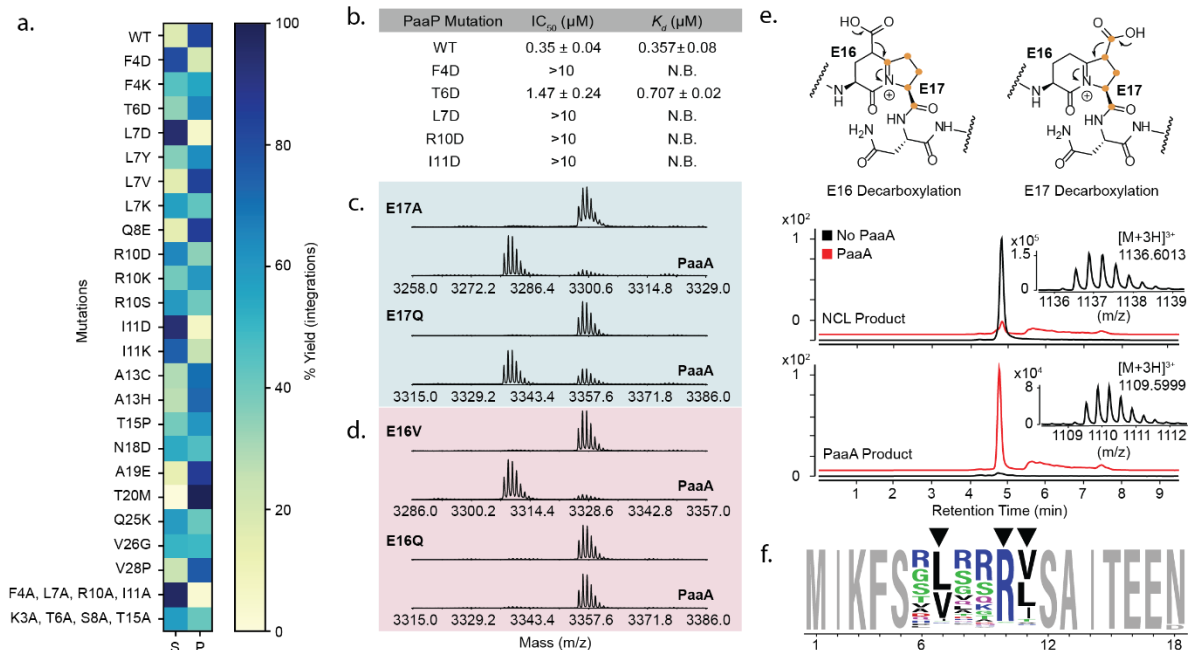 a.
Mutations
WT
F4D
F4K
T6D
L7D
L7Y
L7V
L7K
Q8E
R10D
R10K
R10S
I11D
I11K
A13C
A13H
T15P
N18D
A19E
T20M
Q25K
V26G
V28P
F4A, L7A, R10A, I11A
K3A, T6A, S8A, T15A
S P
100
80
60
40
20
0
% Yield (integrations)
b.
PaaP Mutation IC50 (µM) Kd (µM)
WT 0.35 ± 0.04 0.357±0.08
F4D >10 N.B.
T6D 1.47 ± 0.24 0.707 ± 0.02
L7D >10 N.B.
R10D >10 N.B.
I11D >10 N.B.
c.
E17A
PaaA
3258.0 3272.2 3286.4 3300.6 3314.8 3329.0
E17Q
PaaA
3315.0 3329.2 3343.4 3357.6 3371.8 3386.0
d.
E16V
PaaA
3286.0 3300.2 3314.4 3328.6 3342.8 3357.0
E16Q
PaaA
3315.0 3329.2 3343.4 3357.6 3371.8 3386.0
Mass (m/z)
e.
HO O
E16
N
+
E17
O
N
H
O
NH
H2N
O
NH
O
E16 Decarboxylation
O
OH
E16
N
+
E17
O
N
H
O
NH
H2N
O
NH
O
E17 Decarboxylation
x10²
1
0
No PaaA
PaaA
NCL Product
x10⁵
1.5
0
[M+3H]3+
1136.6013
1136 1137 1138 1139
(m/z)
x10²
1
0
PaaA Product
x10⁴
8
0
[M+3H]3+
1109.5999
1109 1110 1111 1112
(m/z)
1 2 3 4 5 6 7 8 9
Retention Time (min)
f.
MIKFS
SAITEEN
1 6 12 18